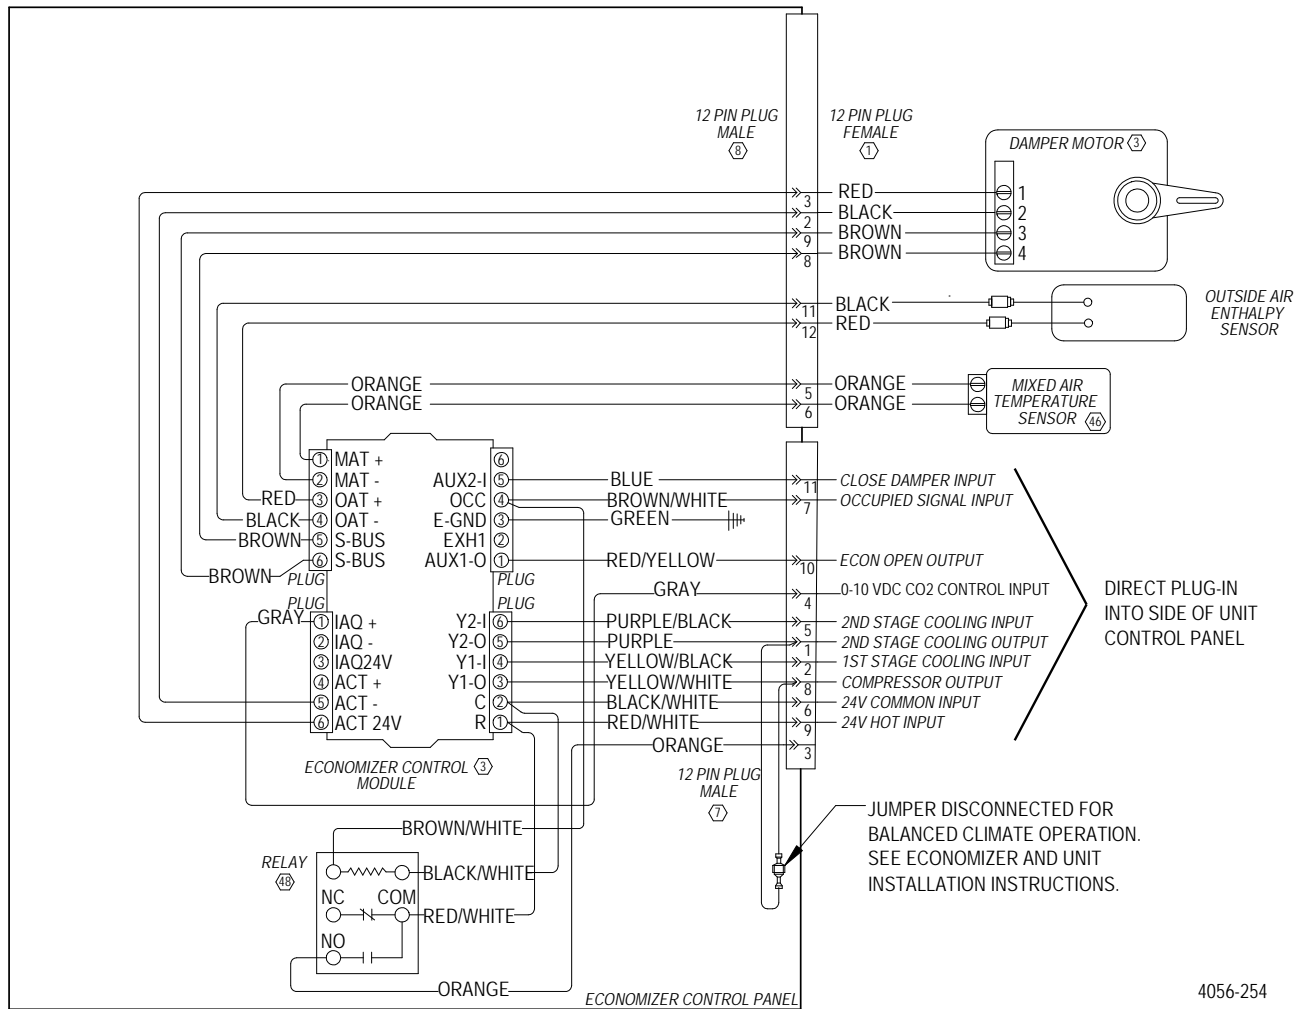 12 PIN PLUG
MALE
8
12 PIN PLUG
FEMALE
1
DAMPER MOTOR 3
3 RED 1
2 BLACK 2
9 BROWN 3
8 BROWN 4
11 BLACK
12 RED
OUTSIDE AIR
ENTHALPY
SENSOR
ORANGE 5 ORANGE
ORANGE 6 ORANGE
MIXED AIR
TEMPERATURE
SENSOR 46
1 MAT +
2 MAT -
RED 3 OAT +
BLACK 4 OAT -
BROWN 5 S-BUS
BROWN 6 S-BUS
PLUG
6
AUX2-I 5 BLUE 11 CLOSE DAMPER INPUT
OCC 4 BROWN/WHITE 7 OCCUPIED SIGNAL INPUT
E-GND 3 GREEN
EXH1 2
AUX1-O 1 RED/YELLOW 10 ECON OPEN OUTPUT
PLUG
GRAY 4 0-10 VDC CO2 CONTROL INPUT
PLUG
GRAY 1 IAQ +
2 IAQ -
3 IAQ24V
4 ACT +
5 ACT -
6 ACT 24V
PLUG
Y2-I 6 PURPLE/BLACK 5 2ND STAGE COOLING INPUT
Y2-O 5 PURPLE 1 2ND STAGE COOLING OUTPUT
Y1-I 4 YELLOW/BLACK 2 1ST STAGE COOLING INPUT
Y1-O 3 YELLOW/WHITE 8 COMPRESSOR OUTPUT
C 2 BLACK/WHITE 6 24V COMMON INPUT
R 1 RED/WHITE 9 24V HOT INPUT
ORANGE 3
DIRECT PLUG-IN
INTO SIDE OF UNIT
CONTROL PANEL
ECONOMIZER CONTROL 3
MODULE
12 PIN PLUG
MALE
7
JUMPER DISCONNECTED FOR
BALANCED CLIMATE OPERATION.
SEE ECONOMIZER AND UNIT
INSTALLATION INSTRUCTIONS.
BROWN/WHITE
RELAY
48
BLACK/WHITE
NC COM
RED/WHITE
NO
ORANGE
ECONOMIZER CONTROL PANEL
4056-254